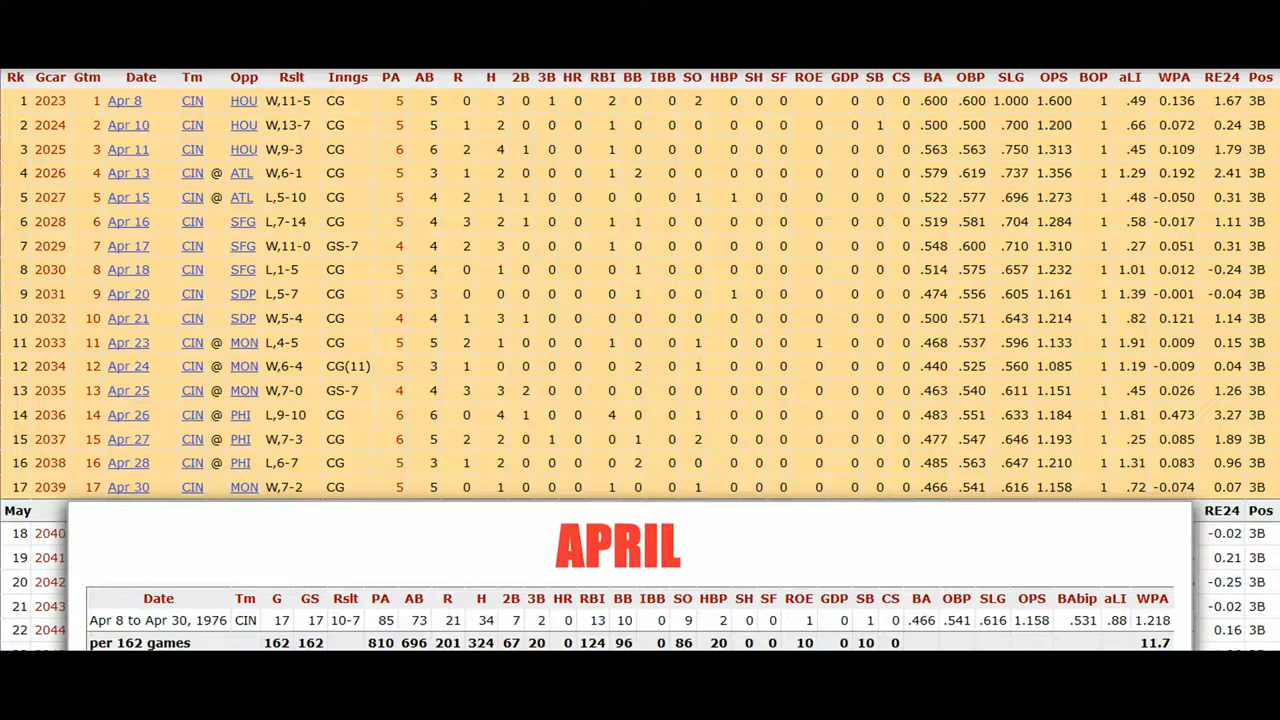 Rk Gcar Gtm Date Tm Opp Rslt Inngs PA AB R H 2B 3B HR RBI BB IBB SO HBP SH SF ROE GDP SB CS BA OBP SLG OPS BOP aLI WPA RE24 Pos
1 2023 1 Apr 8 CIN HOU W,11-5 CG 5 5 0 3 0 1 0 2 0 0 2 0 0 0 0 0 0 0 .600 .600 1.000 1.600 1 .49 0.136 1.67 3B
2 2024 2 Apr 10 CIN HOU W,13-7 CG 5 5 1 2 0 0 0 1 0 0 0 0 0 0 0 0 1 0 .500 .500 .700 1.200 1 .66 0.072 0.24 3B
3 2025 3 Apr 11 CIN HOU W,9-3 CG 6 6 2 4 1 0 0 1 0 0 0 0 0 0 0 0 0 0 .563 .563 .750 1.313 1 .45 0.109 1.79 3B
4 2026 4 Apr 13 CIN @ ATL W,6-1 CG 5 3 1 2 0 0 0 1 2 0 0 0 0 0 0 0 0 0 .579 .619 .737 1.356 1 1.29 0.192 2.41 3B
5 2027 5 Apr 15 CIN @ ATL L,5-10 CG 5 4 2 1 1 0 0 0 0 0 1 1 0 0 0 0 0 0 .522 .577 .696 1.273 1 .48 -0.050 0.31 3B
6 2028 6 Apr 16 CIN SFG L,7-14 CG 5 4 3 2 1 0 0 1 1 0 0 0 0 0 0 0 0 0 .519 .581 .704 1.284 1 .58 -0.017 1.11 3B
7 2029 7 Apr 17 CIN SFG W,11-0 GS-7 4 4 2 3 0 0 0 1 0 0 0 0 0 0 0 0 0 0 .548 .600 .710 1.310 1 .27 0.051 0.31 3B
8 2030 8 Apr 18 CIN SFG L,1-5 CG 5 4 0 1 0 0 0 0 1 0 0 0 0 0 0 0 0 0 .514 .575 .657 1.232 1 1.01 0.012 -0.24 3B
9 2031 9 Apr 20 CIN SDP L,5-7 CG 5 3 0 0 0 0 0 0 1 0 0 1 0 0 0 0 0 0 .474 .556 .605 1.161 1 1.39 -0.001 -0.04 3B
10 2032 10 Apr 21 CIN SDP W,5-4 CG 4 4 1 3 1 0 0 0 0 0 0 0 0 0 0 0 0 0 .500 .571 .643 1.214 1 .82 0.121 1.14 3B
11 2033 11 Apr 23 CIN @ MON L,4-5 CG 5 5 2 1 0 0 0 1 0 0 1 0 0 0 1 0 0 0 .468 .537 .596 1.133 1 1.91 0.009 0.15 3B
12 2034 12 Apr 24 CIN @ MON W,6-4 CG(11) 5 3 1 0 0 0 0 0 2 0 1 0 0 0 0 0 0 0 .440 .525 .560 1.085 1 1.19 -0.009 0.04 3B
13 2035 13 Apr 25 CIN @ MON W,7-0 GS-7 4 4 3 3 2 0 0 0 0 0 0 0 0 0 0 0 0 0 .463 .540 .611 1.151 1 .45 0.026 1.26 3B
14 2036 14 Apr 26 CIN @ PHI L,9-10 CG 6 6 0 4 1 0 0 4 0 0 1 0 0 0 0 0 0 0 .483 .551 .633 1.184 1 1.81 0.473 3.27 3B
15 2037 15 Apr 27 CIN @ PHI W,7-3 CG 6 5 2 2 0 1 0 0 1 0 2 0 0 0 0 0 0 0 .477 .547 .646 1.193 1 .25 0.085 1.89 3B
16 2038 16 Apr 28 CIN @ PHI L,6-7 CG 5 3 1 2 0 0 0 0 2 0 0 0 0 0 0 0 0 0 .485 .563 .647 1.210 1 1.31 0.083 0.96 3B
17 2039 17 Apr 30 CIN MON W,7-2 CG 5 5 0 1 0 0 0 1 0 0 1 0 0 0 0 0 0 0 .466 .541 .616 1.158 1 .72 -0.074 0.07 3B
May RE24 Pos
18 2040 -0.02 3B
19 2041 0.21 3B
20 2042 -0.25 3B
21 2043 -0.02 3B
22 2044 0.16 3B
APRIL
Date Tm G GS Rslt PA AB R H 2B 3B HR RBI BB IBB SO HBP SH SF ROE GDP SB CS BA OBP SLG OPS BAbip aLI WPA
Apr 8 to Apr 30, 1976 CIN 17 17 10-7 85 73 21 34 7 2 0 13 10 0 9 2 0 0 1 0 1 0 .466 .541 .616 1.158 .531 .88 1.218
per 162 games 162 162 810 696 201 324 67 20 0 124 96 0 86 20 0 0 10 0 10 0 11.7